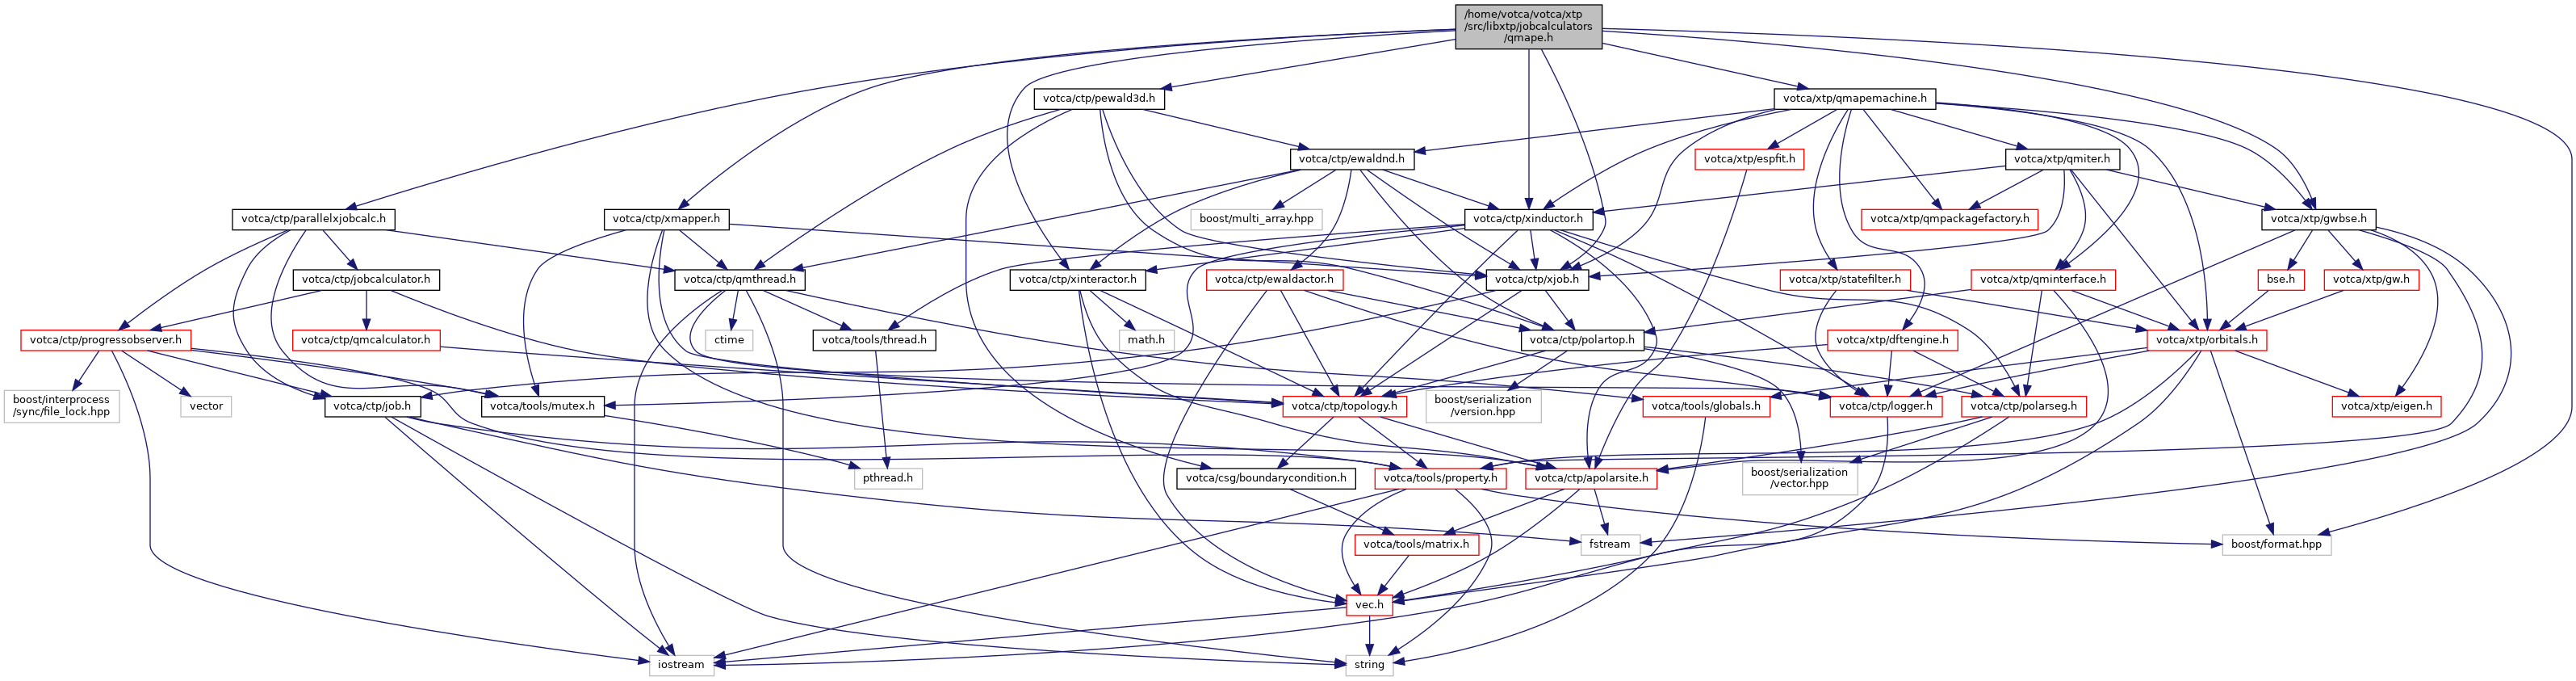 /home/votca/votca/xtp
/src/libxtp/jobcalculators
/qmape.h
votca/ctp/pewald3d.h
votca/xtp/qmapemachine.h
votca/ctp/ewaldnd.h
votca/xtp/espfit.h
votca/xtp/qmiter.h
votca/ctp/parallelxjobcalc.h
votca/ctp/xmapper.h
boost/multi_array.hpp
votca/ctp/xinductor.h
votca/xtp/qmpackagefactory.h
votca/xtp/gwbse.h
votca/ctp/jobcalculator.h
votca/ctp/qmthread.h
votca/ctp/xinteractor.h
votca/ctp/ewaldactor.h
votca/ctp/xjob.h
votca/xtp/statefilter.h
votca/xtp/qminterface.h
bse.h
votca/xtp/gw.h
votca/ctp/progressobserver.h
votca/ctp/qmcalculator.h
ctime
votca/tools/thread.h
math.h
votca/ctp/polartop.h
votca/xtp/dftengine.h
votca/xtp/orbitals.h
boost/interprocess
/sync/file_lock.hpp
vector
votca/ctp/job.h
votca/tools/mutex.h
votca/ctp/topology.h
boost/serialization
/version.hpp
votca/tools/globals.h
votca/ctp/logger.h
votca/ctp/polarseg.h
votca/xtp/eigen.h
pthread.h
votca/csg/boundarycondition.h
votca/tools/property.h
votca/ctp/apolarsite.h
boost/serialization
/vector.hpp
votca/tools/matrix.h
fstream
boost/format.hpp
vec.h
iostream
string